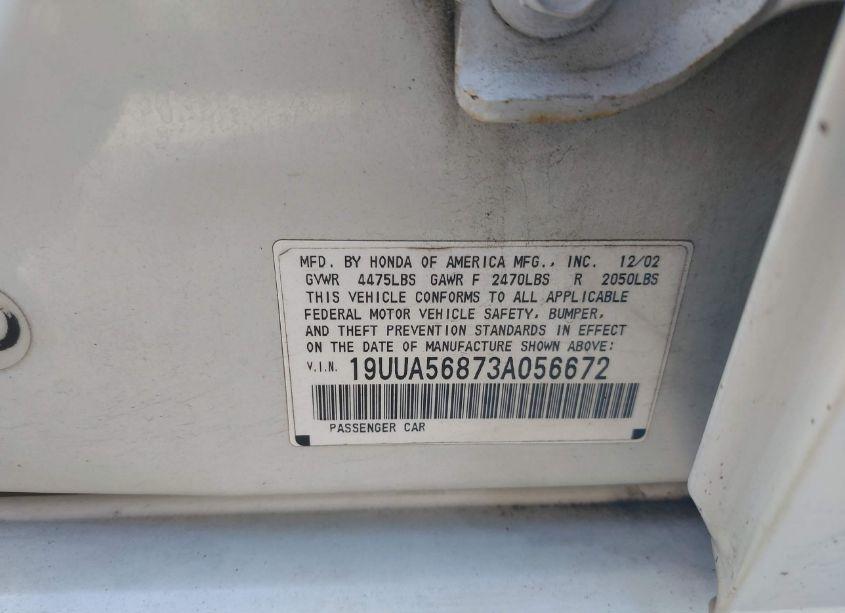 MFD. BY HONDA OF AMERICA MFG., INC. 12/02
GVWR 4475LBS GAWR F 2470LBS R 2050LBS
THIS VEHICLE CONFORMS TO ALL APPLICABLE
FEDERAL MOTOR VEHICLE SAFETY, BUMPER,
AND THEFT PREVENTION STANDARDS IN EFFECT
ON THE DATE OF MANUFACTURE SHOWN ABOVE:
V.I.N. 19UUA56873A056672
PASSENGER CAR